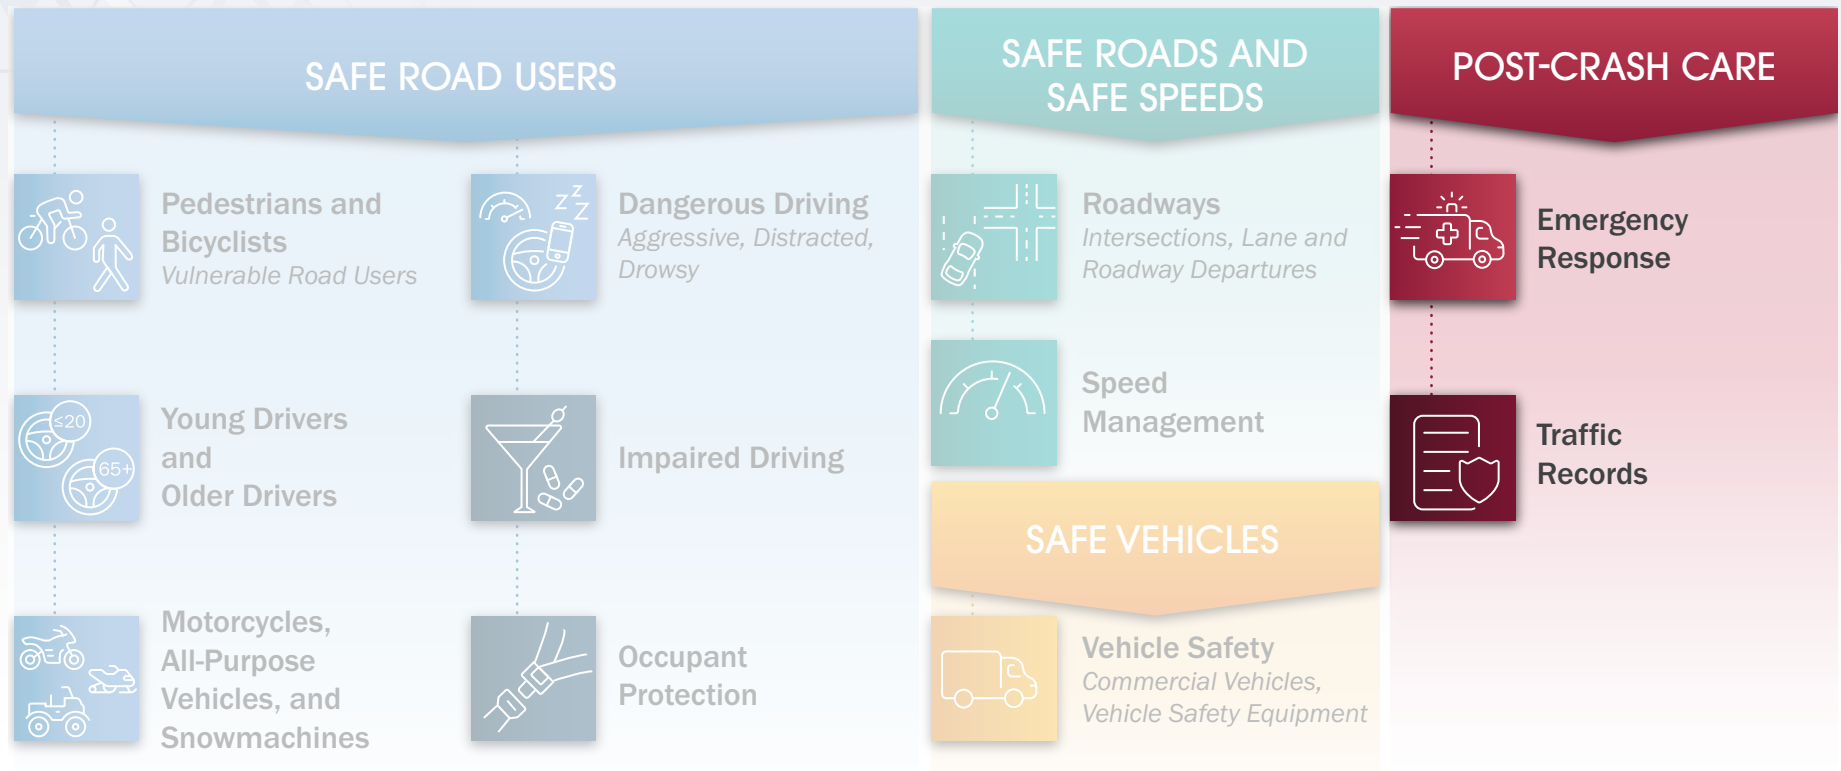 SAFE ROAD USERS
Pedestrians and
Bicyclists
Vulnerable Road Users
≤20
65+
Young Drivers
and
Older Drivers
Motorcycles,
All-Purpose
Vehicles, and
Snowmachines
Z
Z
Z
Dangerous Driving
Aggressive, Distracted,
Drowsy
Impaired Driving
Occupant
Protection
SAFE ROADS AND
SAFE SPEEDS
Roadways
Intersections, Lane and
Roadway Departures
Speed
Management
SAFE VEHICLES
Vehicle Safety
Commercial Vehicles,
Vehicle Safety Equipment
POST-CRASH CARE
Emergency
Response
Traffic
Records